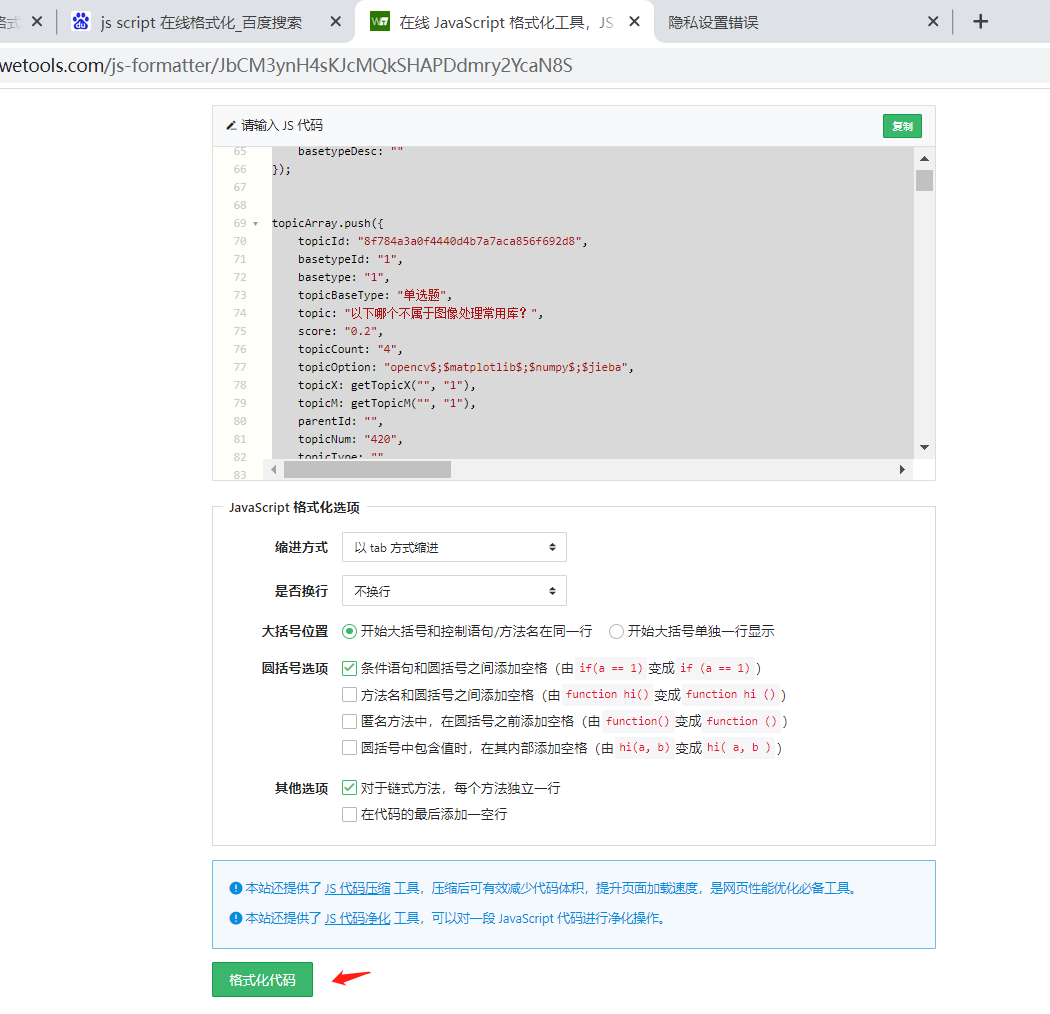 格式
js script 在线格式化_百度搜索
在线 JavaScript 格式化工具，JS
隐私设置错误
wetools.com/js-formatter/JbCM3ynH4sKJcMQkSHAPDdmry2YcaN8S
请输入 JS 代码
复制
65 basetypeDesc: ""
66 });
67
68
69 topicArray.push({
70 topicId: "8f784a3a0f4440d4b7a7aca856f692d8",
71 basetypeId: "1",
72 basetype: "1",
73 topicBaseType: "单选题",
74 topic: "以下哪个不属于图像处理常用库？",
75 score: "0.2",
76 topicCount: "4",
77 topicOption: "opencv$;$matplotlib$;$numpy$;$jieba",
78 topicX: getTopicX("", "1"),
79 topicM: getTopicM("", "1"),
80 parentId: "",
81 topicNum: "420",
82 topicType: ""
83
JavaScript 格式化选项
缩进方式 以 tab 方式缩进
是否换行 不换行
大括号位置 开始大括号和控制语句/方法名在同一行 开始大括号单独一行显示
圆括号选项 条件语句和圆括号之间添加空格（由 if(a == 1) 变成 if (a == 1) ）
方法名和圆括号之间添加空格（由 function hi() 变成 function hi () ）
匿名方法中，在圆括号之前添加空格（由 function() 变成 function () ）
圆括号中包含值时，在其内部添加空格（由 hi(a, b) 变成 hi( a, b ) ）
其他选项 对于链式方法，每个方法独立一行
在代码的最后添加一空行
本站还提供了 JS 代码压缩 工具，压缩后可有效减少代码体积，提升页面加载速度，是网页性能优化必备工具。
本站还提供了 JS 代码净化 工具，可以对一段 JavaScript 代码进行净化操作。
格式化代码